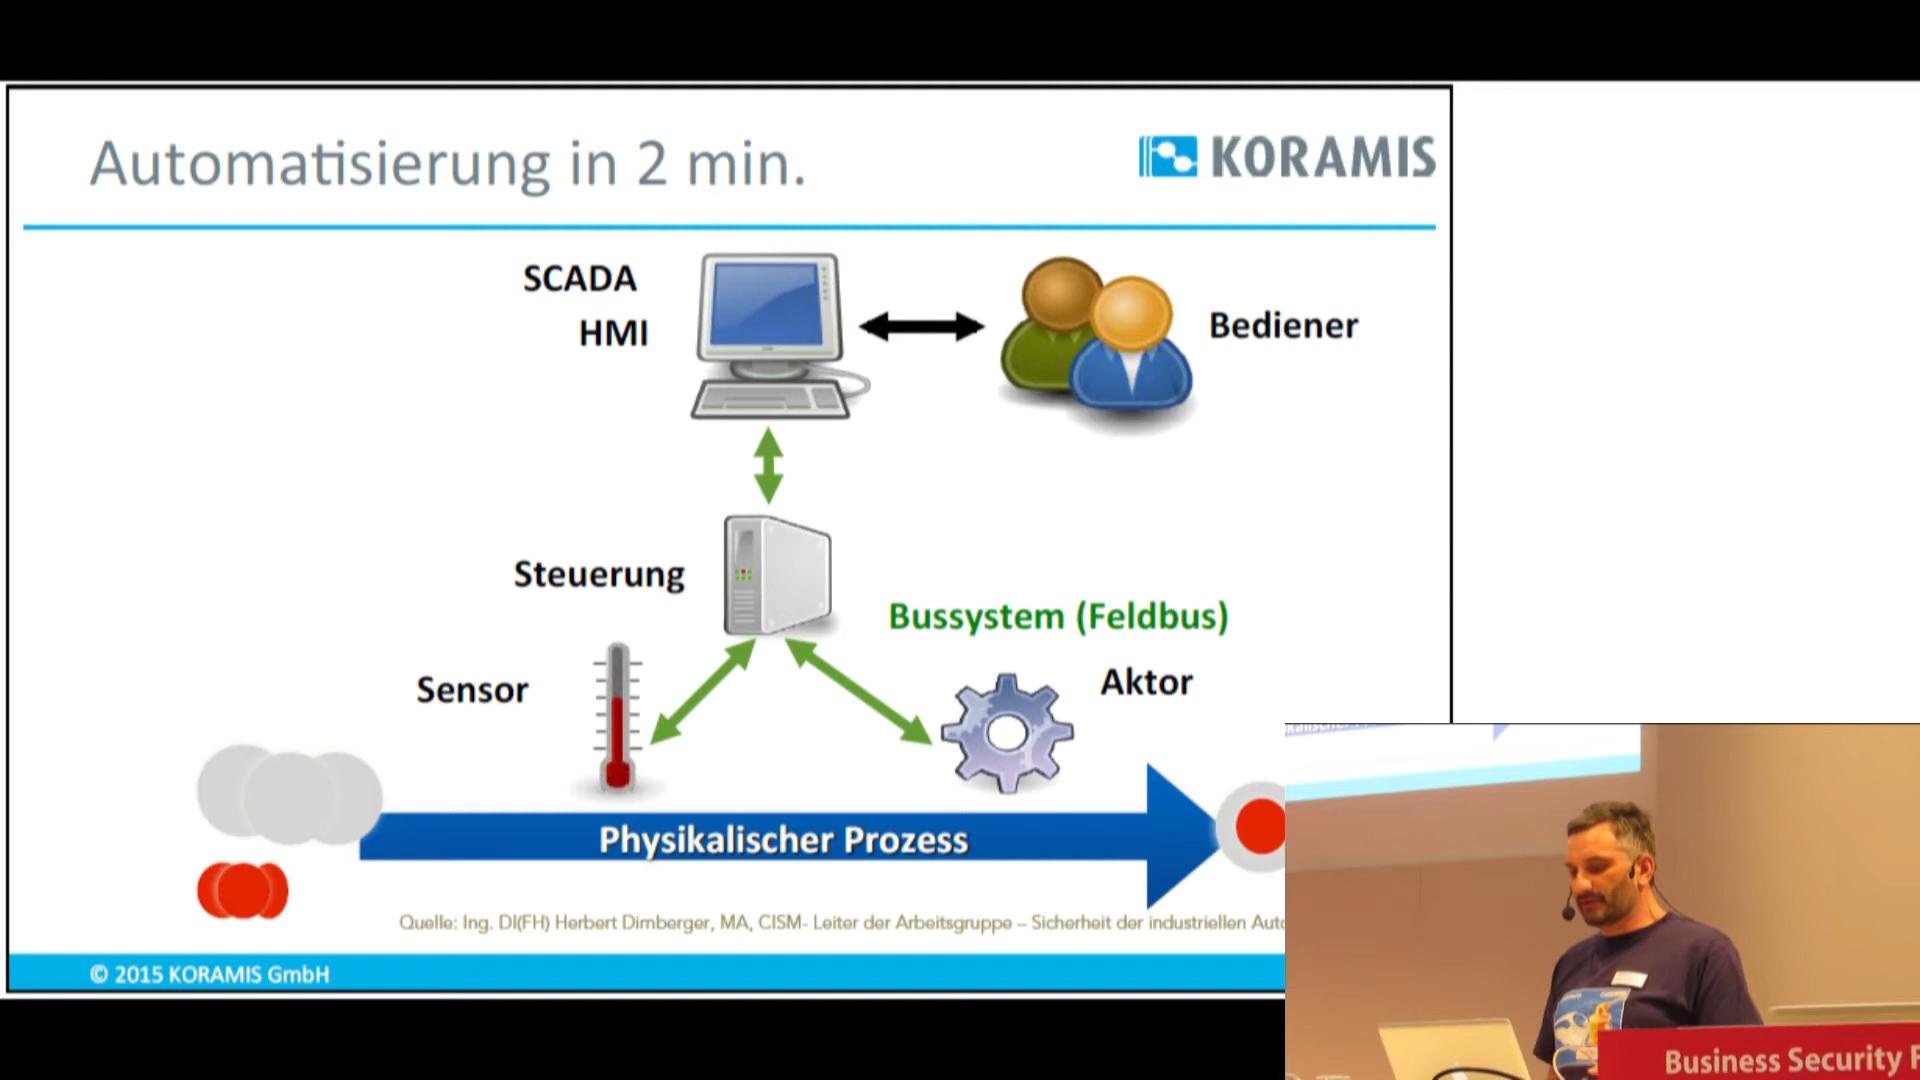 Automatisierung in 2 min.
KORAMIS
SCADA
HMI
Bediener
Steuerung
Bussystem (Feldbus)
Sensor
Aktor
Physikalischer Prozess
Quelle: Ing. DI(FH) Herbert Dirnberger, MA, CISM- Leiter der Arbeitsgruppe – Sicherheit der industriellen
© 2015 KORAMIS GmbH
Business Security